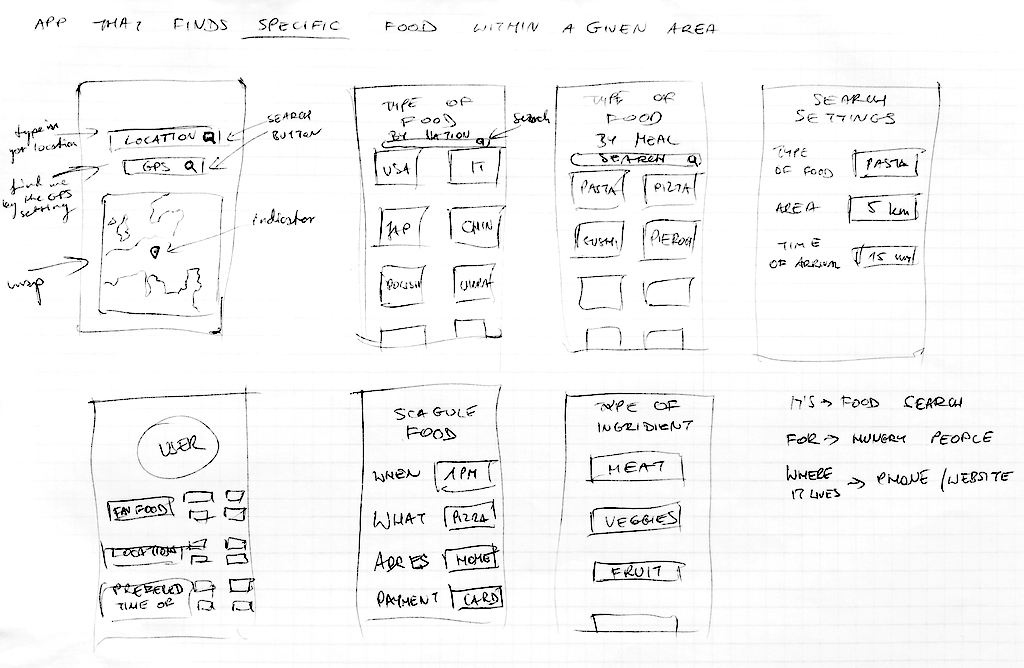 APP THAT FINDS SPECIFIC FOOD WITHIN A GIVEN AREA
type in
location
find me
by the GPS
setting
map
LOCATION
GPS
SEARCH
BUTTON
indicator
TYPE OF
FOOD
BY NATION
search
USA IT
JAP CHIN
POLISH
TYPE OF
FOOD
BY MEAL
SEARCH
PASTA PIZZA
SUSHI PIEROGI
SEARCH
SETTINGS
TYPE
OF FOOD
PASTA
AREA 5 km
TIME
OF ARRIVAL
15 min
USER
FAV FOOD
LOCATION
PREFERED
TIME OF
SCAGULE
FOOD
WHEN 1PM
WHAT PIZZA
ADRES HOME
PAYMENT CARD
TYPE OF
INGRIDIENT
MEAT
VEGGIES
FRUIT
IT'S → FOOD SEARCH
FOR → HUNGRY PEOPLE
WHERE
IT LIVES → PHONE / WEBSITE